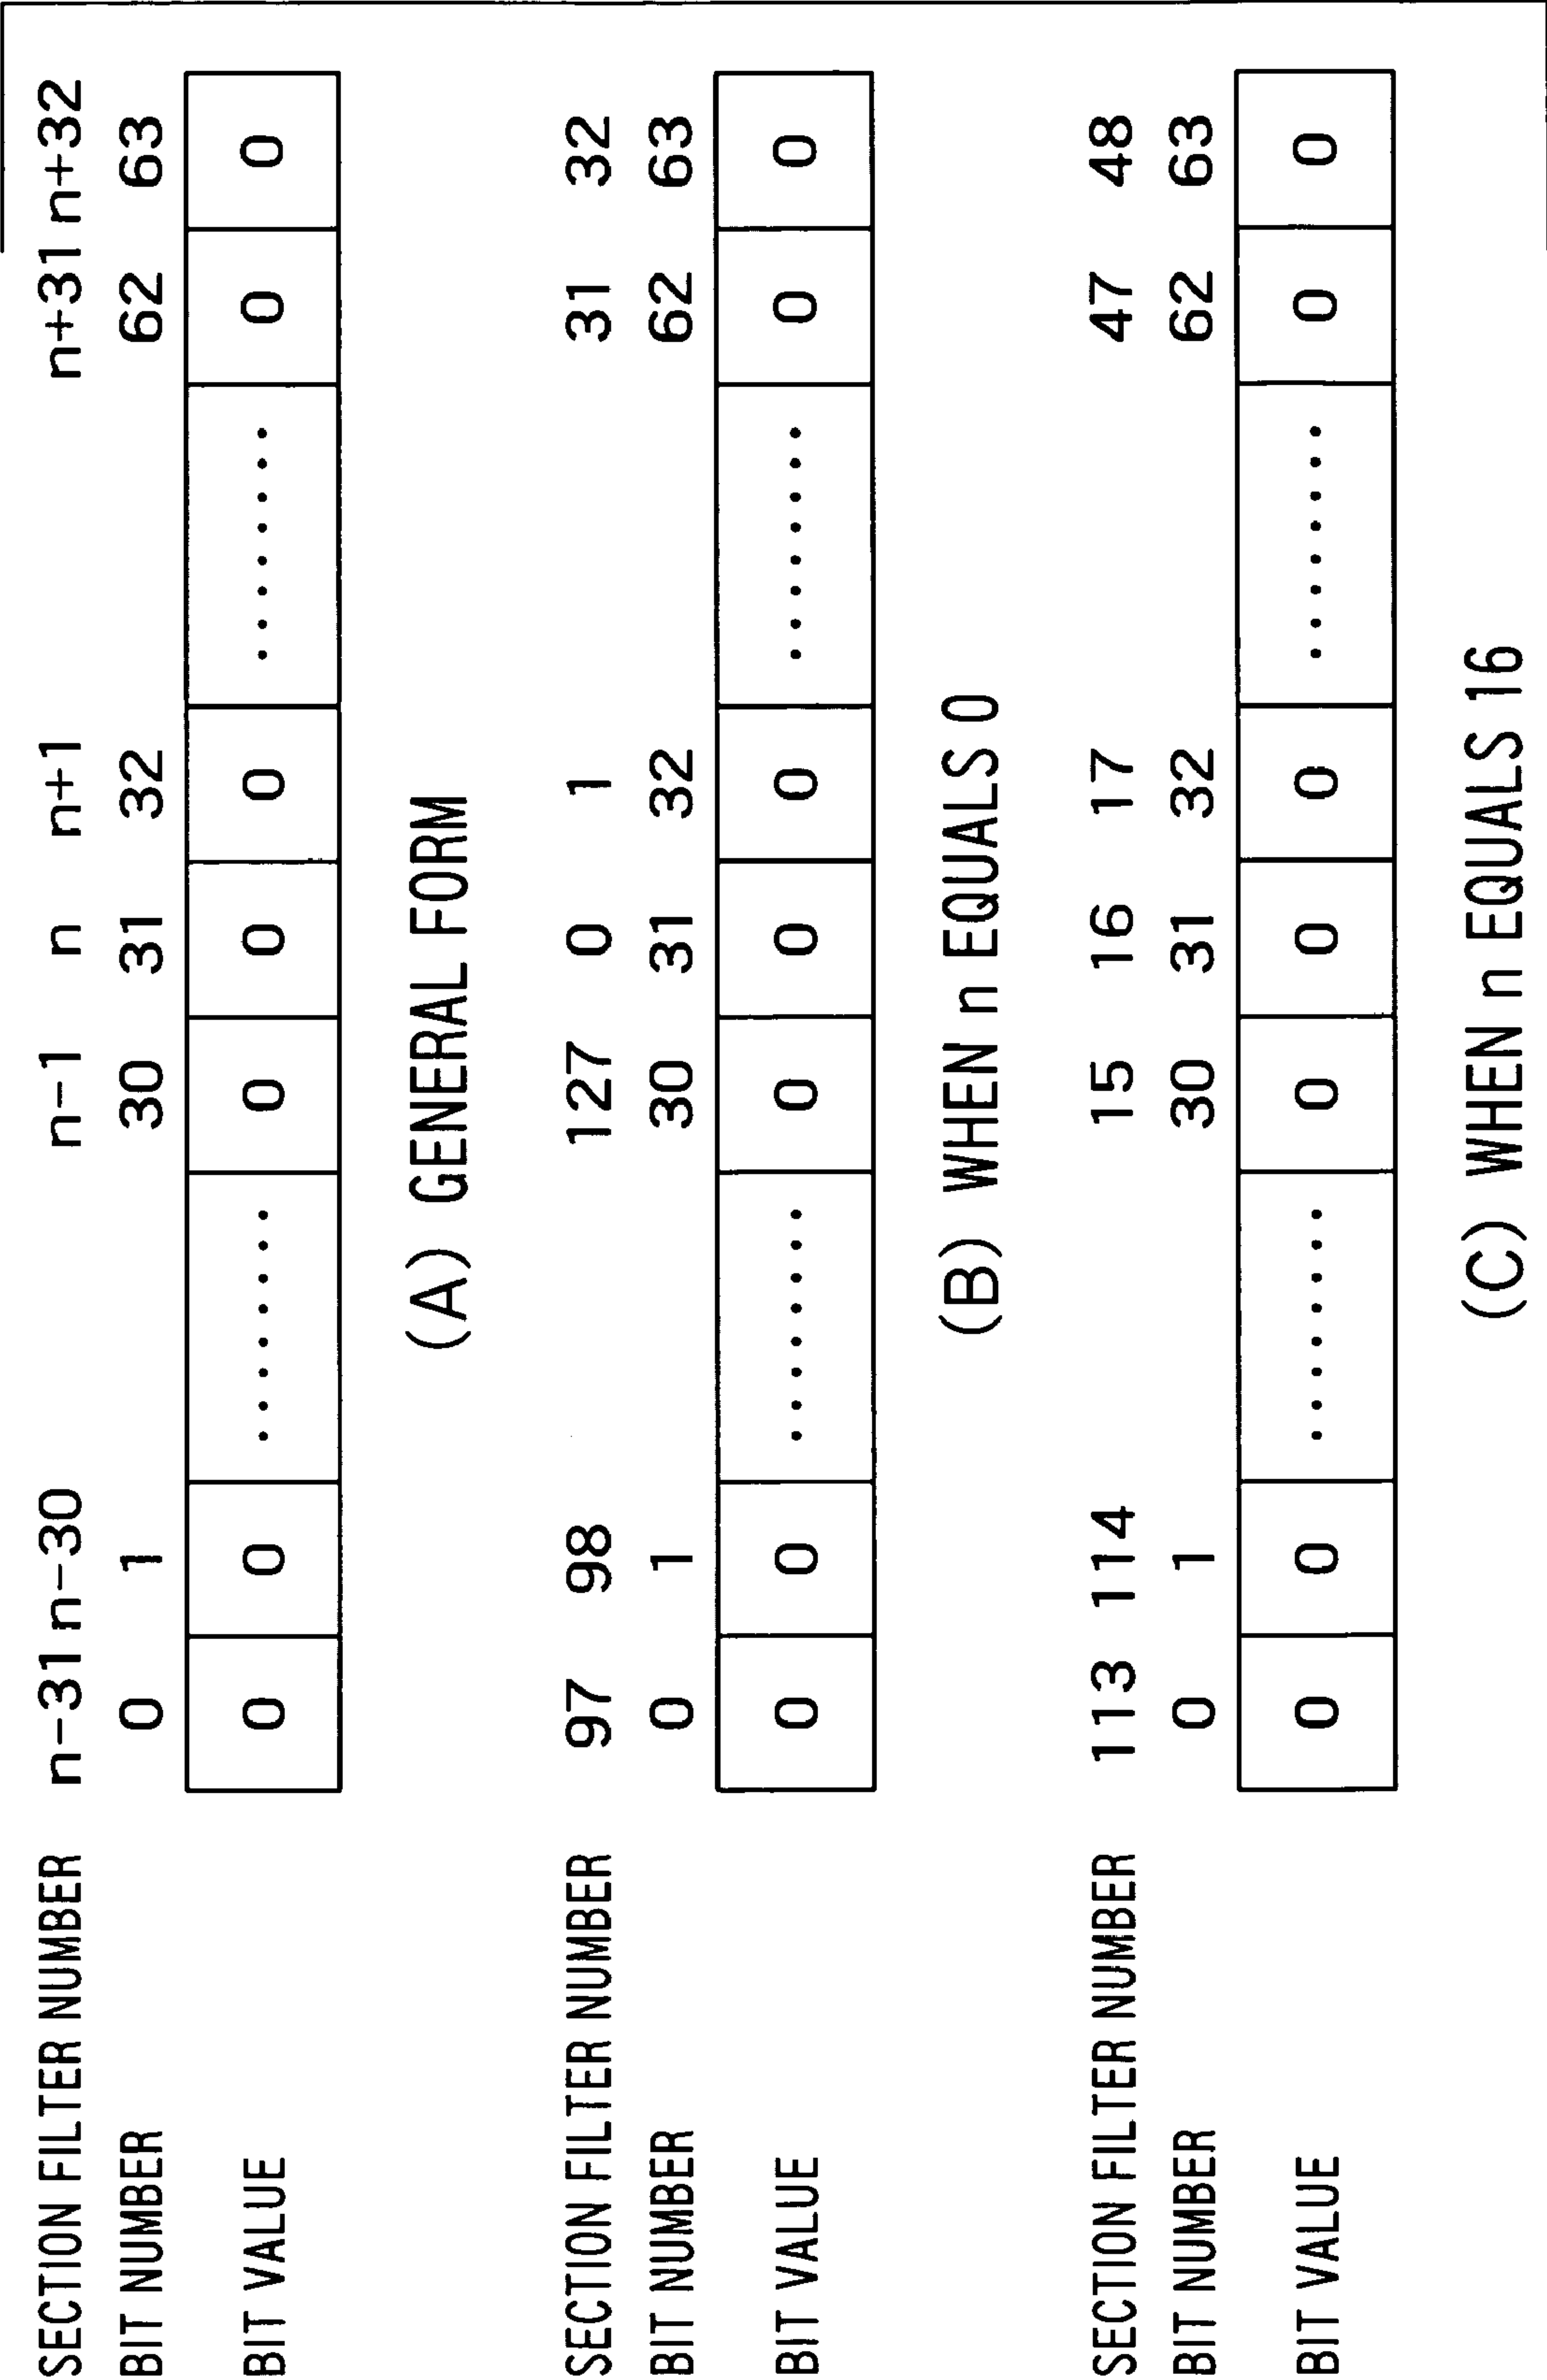 SECTION FILTER NUMBER n−31 n−30 n−1 n n+1 n+31 n+32
BIT NUMBER 0 1 30 31 32 62 63
BIT VALUE 0 0 ........ 0 0 0 ........ 0 0
(A) GENERAL FORM
SECTION FILTER NUMBER 97 98 127 0 1 31 32
BIT NUMBER 0 1 30 31 32 62 63
BIT VALUE 0 0 ........ 0 0 0 ........ 0 0
(B) WHEN n EQUALS 0
SECTION FILTER NUMBER 113 114 15 16 17 47 48
BIT NUMBER 0 1 30 31 32 62 63
BIT VALUE 0 0 ........ 0 0 0 ........ 0 0
(C) WHEN n EQUALS 16